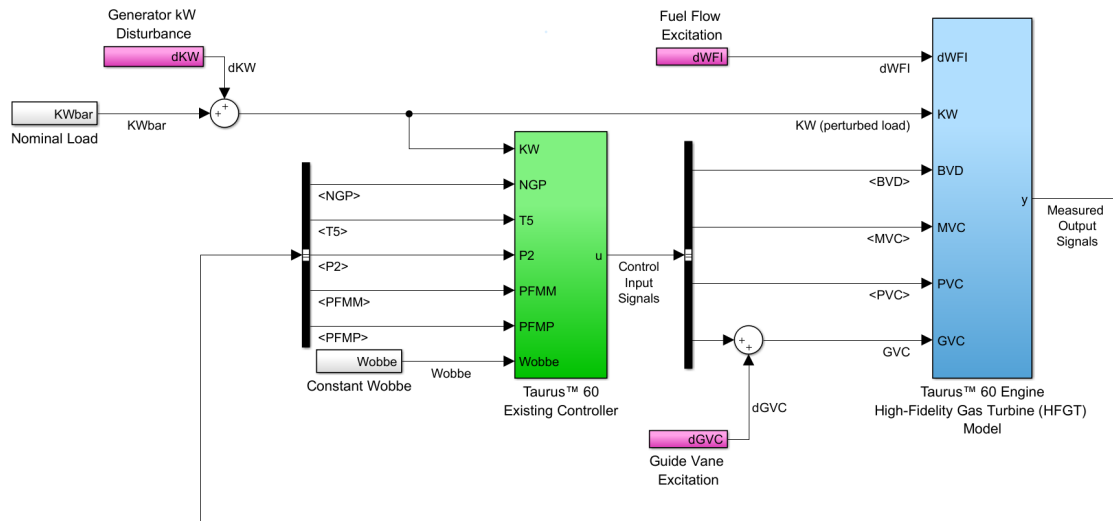 Generator kW
Disturbance
dKW
dKW
KWbar
KWbar
Nominal Load
+
+
Fuel Flow
Excitation
dWFI
dWFI
KW (perturbed load)
<NGP>
<T5>
<P2>
<PFMM>
<PFMP>
Wobbe
Wobbe
Constant Wobbe
KW
NGP
T5
P2
PFMM
PFMP
Wobbe
u
Taurus™ 60
Existing Controller
Control
Input
Signals
<BVD>
<MVC>
<PVC>
+
+
GVC
dGVC
dGVC
Guide Vane
Excitation
dWFI
KW
BVD
MVC
PVC
GVC
y
Taurus™ 60 Engine
High-Fidelity Gas Turbine (HFGT)
Model
Measured
Output
Signals